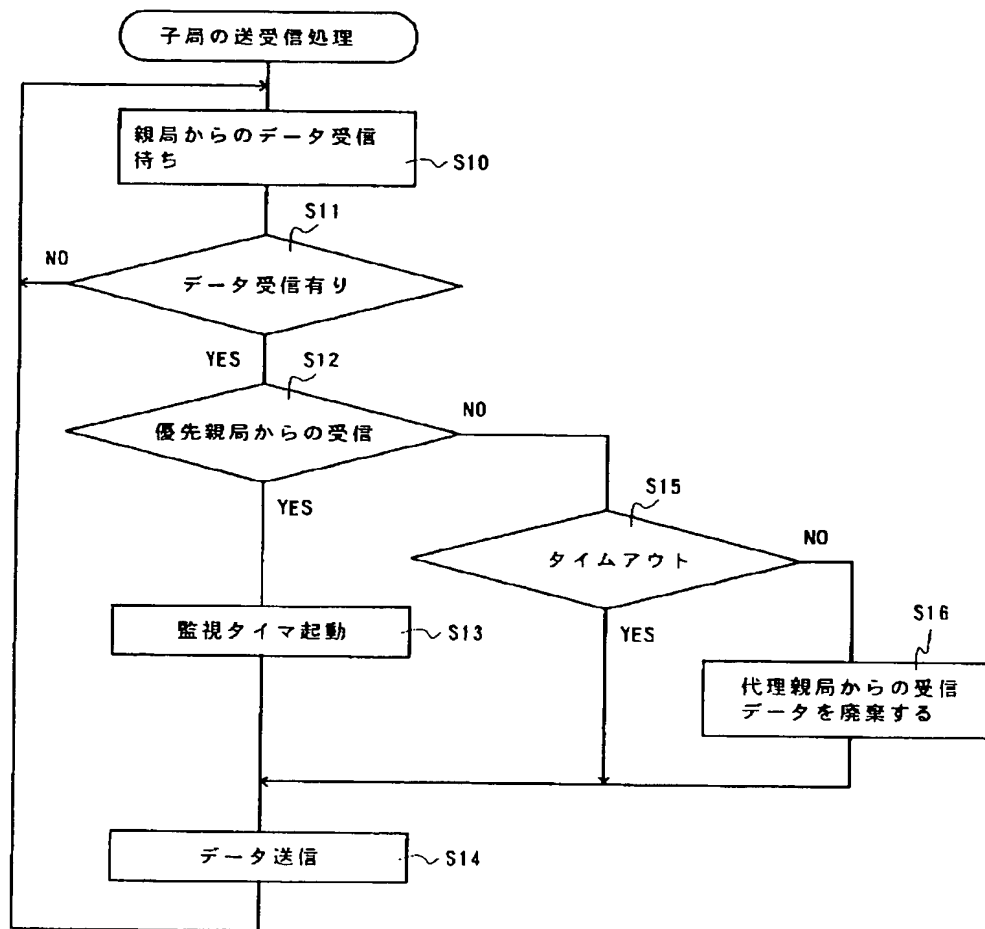 子局の送受信処理
親局からのデータ受信
待ち
S10
S11
NO
データ受信有り
YES
S12
NO
優先親局からの受信
YES
S15
NO
タイムアウト
YES
監視タイマ起動
S13
S16
代理親局からの受信
データを廃棄する
データ送信
S14